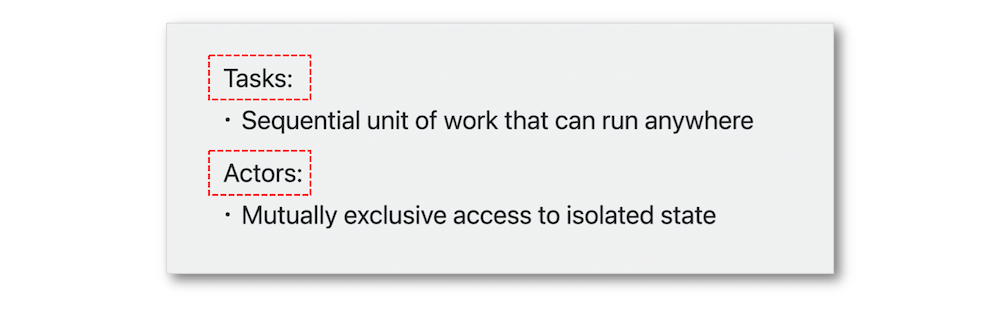 Tasks:
• Sequential unit of work that can run anywhere
Actors:
• Mutually exclusive access to isolated state